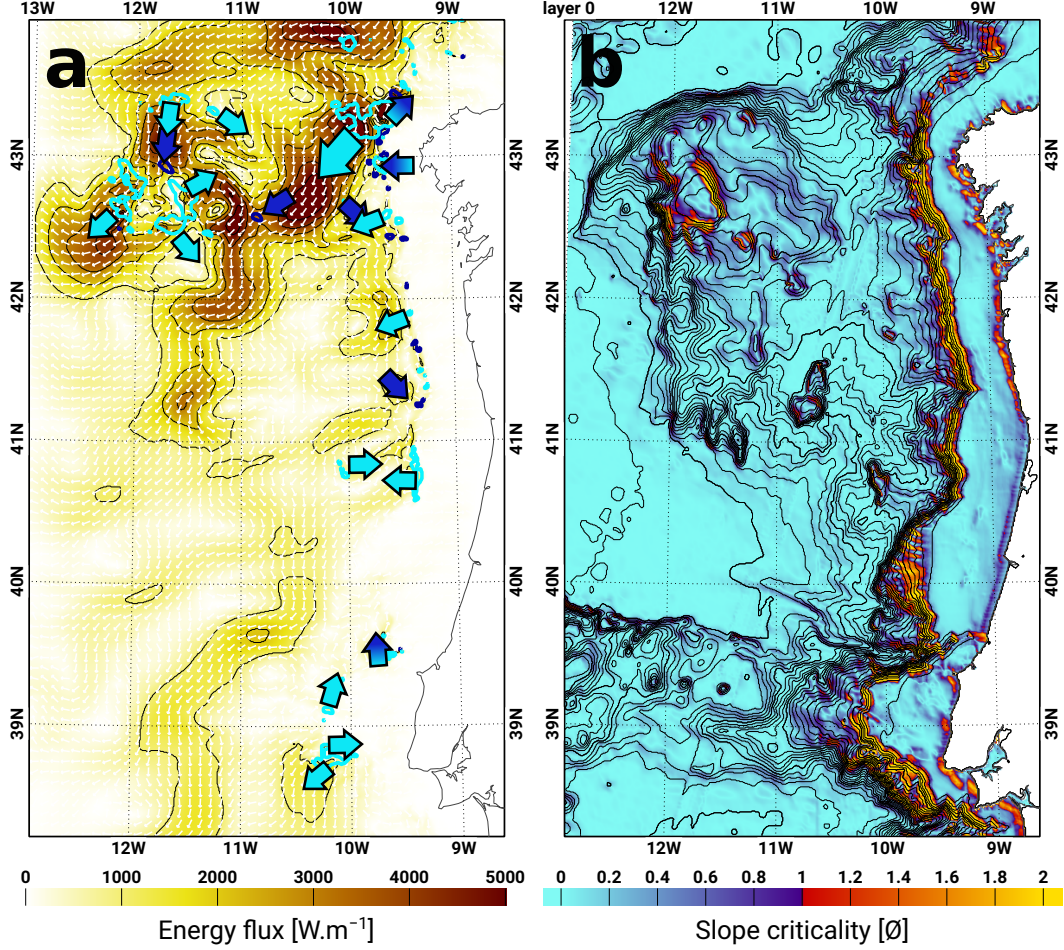 13W 12W 11W 10W 9W
layer 0 12W 11W 10W 9W
a
b
43N 43N
42N 42N
41N 41N
40N 40N
39N 39N
12W 11W 10W 9W
12W 11W 10W 9W
0 1000 2000 3000 4000 5000
0 0.2 0.4 0.6 0.8 1 1.2 1.4 1.6 1.8 2
Energy flux [W.m⁻¹]
Slope criticality [Ø]